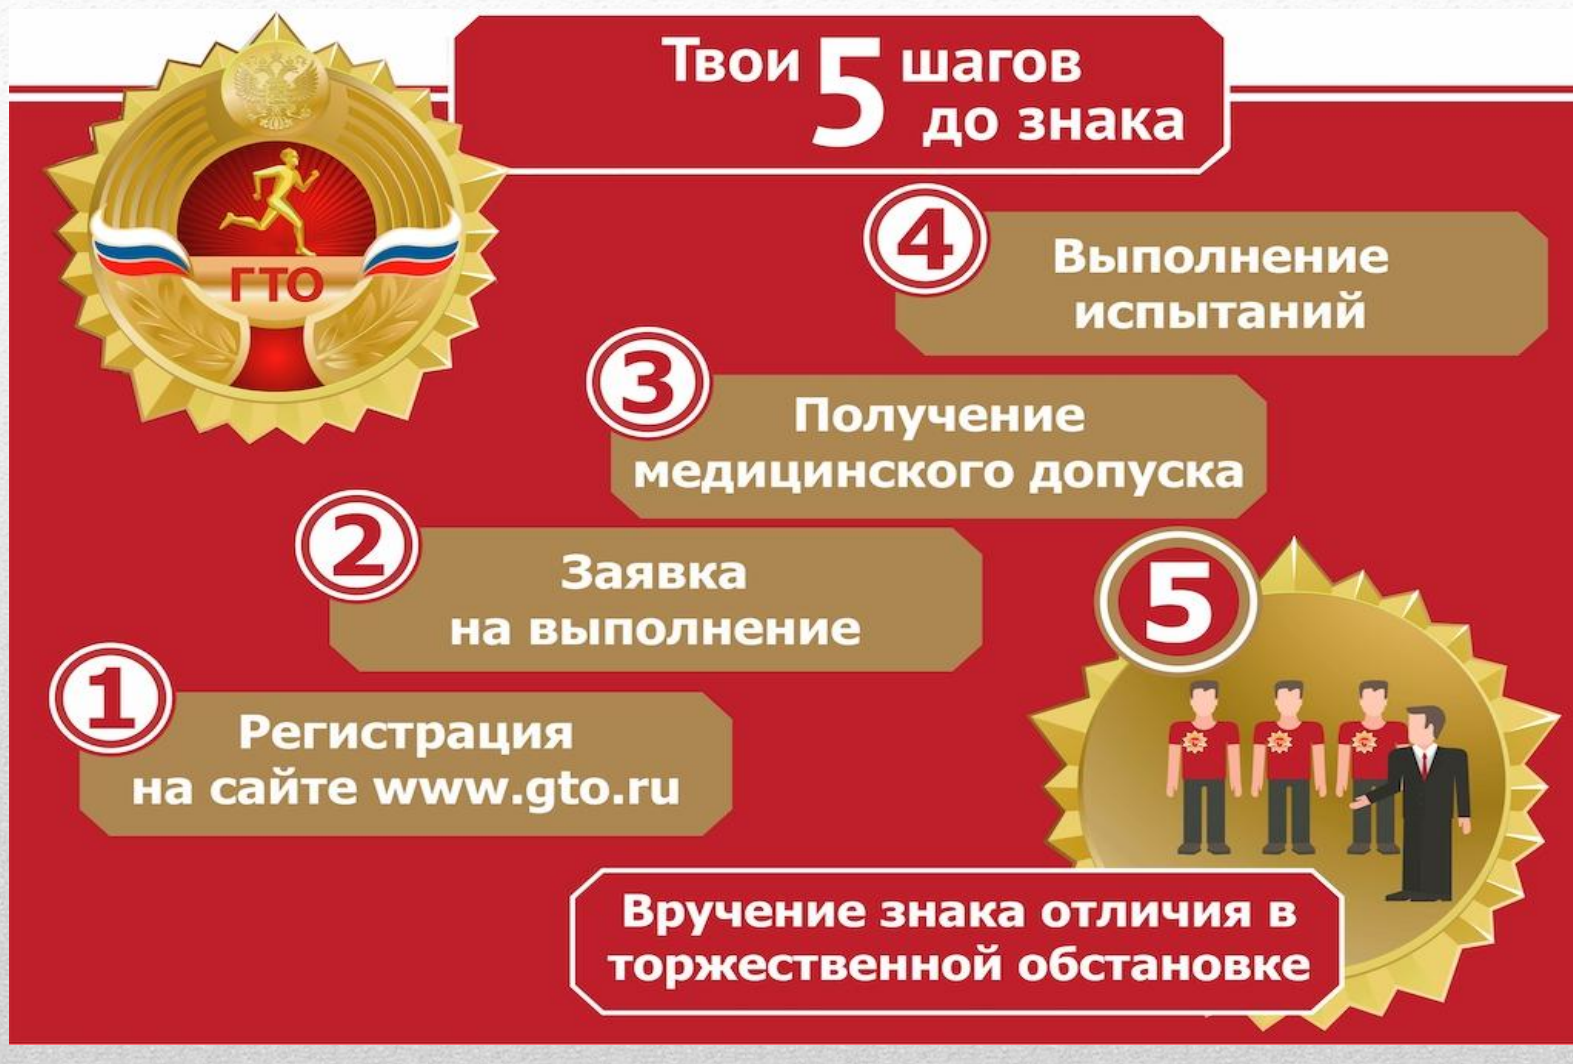 Твои 5 шагов
до знака
ГТО
4
Выполнение
испытаний
3
Получение
медицинского допуска
2
Заявка
на выполнение
1
Регистрация
на сайте www.gto.ru
5
Вручение знака отличия в
торжественной обстановке